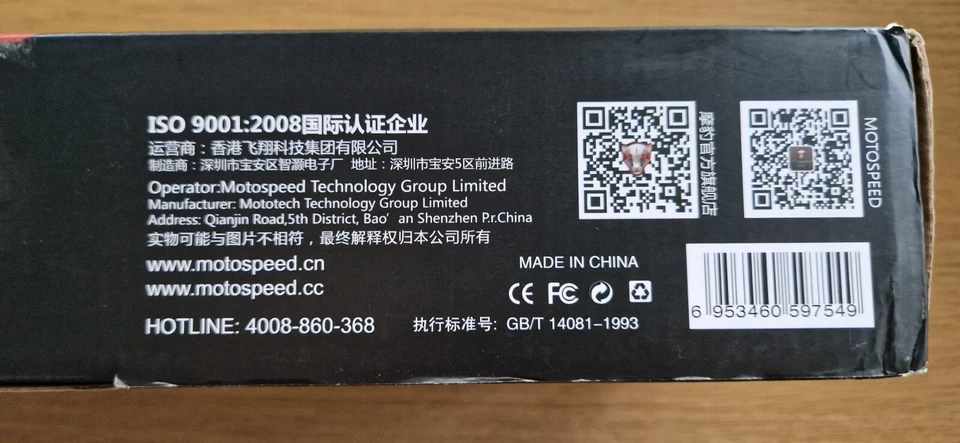 ISO 9001:2008国际认证企业
运营商：香港飞翔科技集团有限公司
制造商：深圳市宝安区智源电子厂 地址：深圳市宝安5区前进路
Operator:Motospeed Technology Group Limited
Manufacturer: Mototech Technology Group Limited
Address: Qianjin Road,5th District, Bao'an Shenzhen P.r.China
实物可能与图片不相符，最终解释权归本公司所有
www.motospeed.cn
www.motospeed.cc
HOTLINE: 4008-860-368
MADE IN CHINA
CE FC
执行标准号: GB/T 14081-1993
摩豹官方旗舰店
MOTOSPEED
6 953460 597549